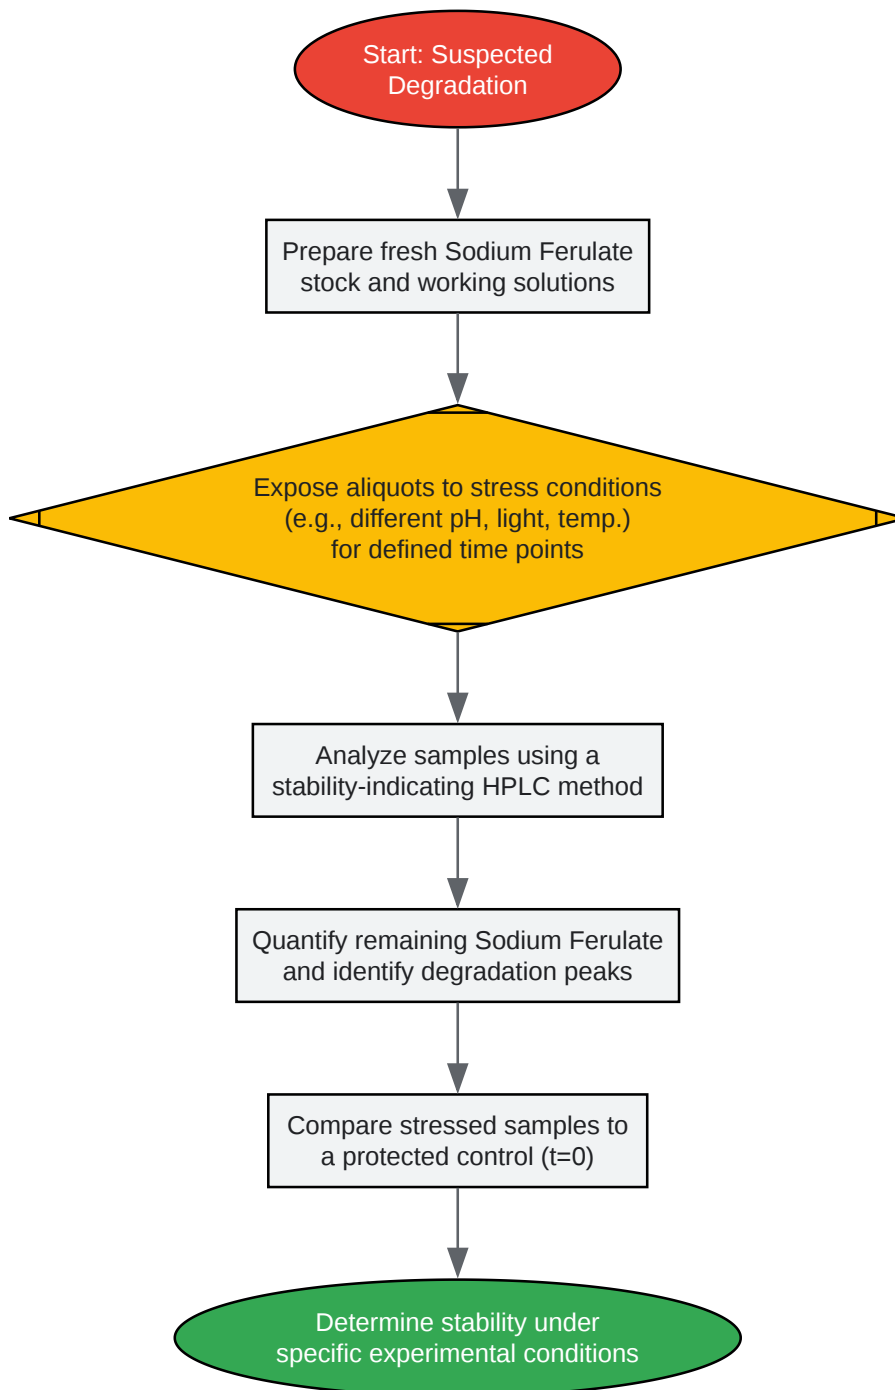 Start: Suspected
Degradation
Prepare fresh Sodium Ferulate
stock and working solutions
Expose aliquots to stress conditions
(e.g., different pH, light, temp.)
for defined time points
Analyze samples using a
stability-indicating HPLC method
Quantify remaining Sodium Ferulate
and identify degradation peaks
Compare stressed samples to
a protected control (t=0)
Determine stability under
specific experimental conditions